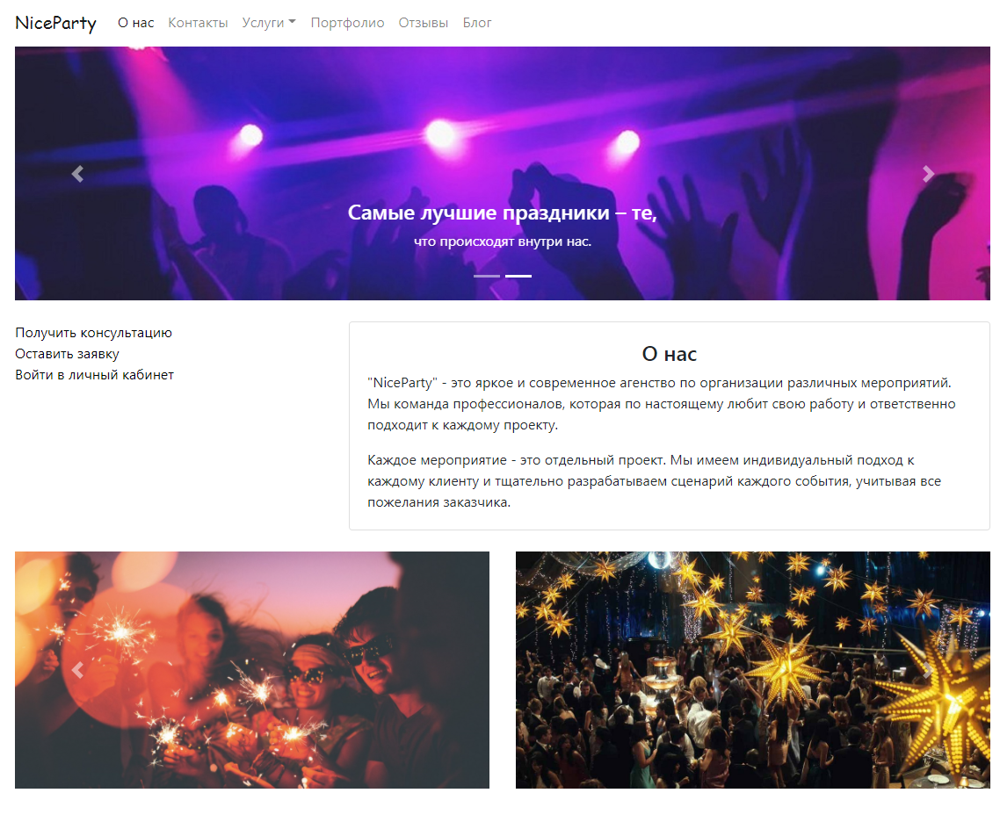 NiceParty О нас Контакты Услуги Портфолио Отзывы Блог
Самые лучшие праздники – те,
что происходят внутри нас.
Получить консультацию
Оставить заявку
Войти в личный кабинет
О нас
"NiceParty" - это яркое и современное агенство по организации различных мероприятий.
Мы команда профессионалов, которая по настоящему любит свою работу и ответственно
подходит к каждому проекту.
Каждое мероприятие - это отдельный проект. Мы имеем индивидуальный подход к
каждому клиенту и тщательно разрабатываем сценарий каждого события, учитывая все
пожелания заказчика.